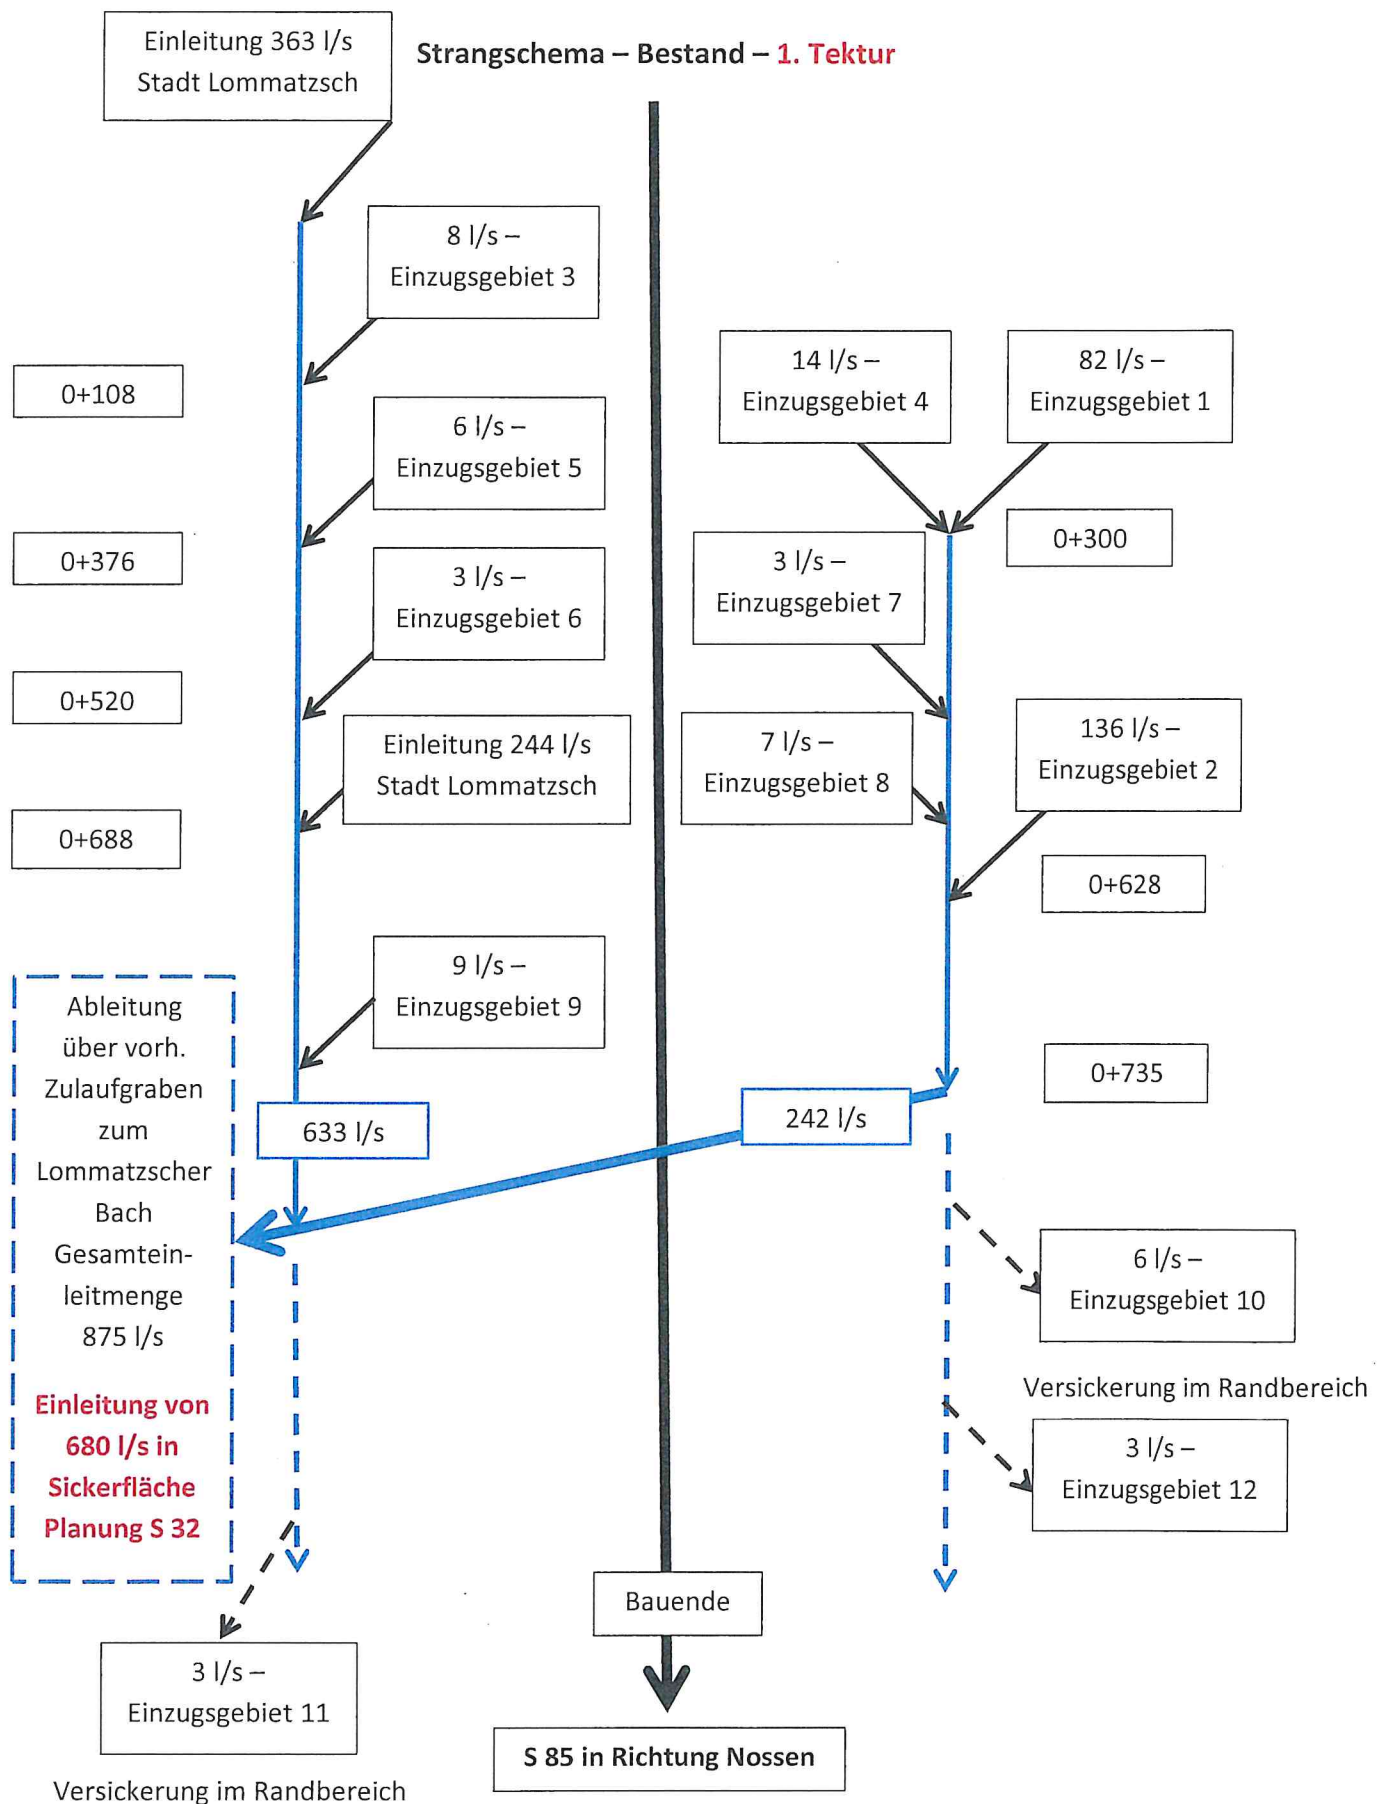 Einleitung 363 l/s
Stadt Lommatzsch
Strangschema – Bestand – 1. Tektur
8 l/s –
Einzugsgebiet 3
14 l/s –
Einzugsgebiet 4
82 l/s –
Einzugsgebiet 1
0+108
6 l/s –
Einzugsgebiet 5
0+300
0+376
3 l/s –
Einzugsgebiet 6
3 l/s –
Einzugsgebiet 7
0+520
Einleitung 244 l/s
Stadt Lommatzsch
7 l/s –
Einzugsgebiet 8
136 l/s –
Einzugsgebiet 2
0+688
0+628
9 l/s –
Einzugsgebiet 9
0+735
633 l/s
242 l/s
Ableitung
über vorh.
Zulaufgraben
zum
Lommatzscher
Bach
Gesamtein-
leitmenge
875 l/s
Einleitung von
680 l/s in
Sickerfläche
Planung S 32
6 l/s –
Einzugsgebiet 10
Versickerung im Randbereich
3 l/s –
Einzugsgebiet 12
Bauende
3 l/s –
Einzugsgebiet 11
Versickerung im Randbereich
S 85 in Richtung Nossen